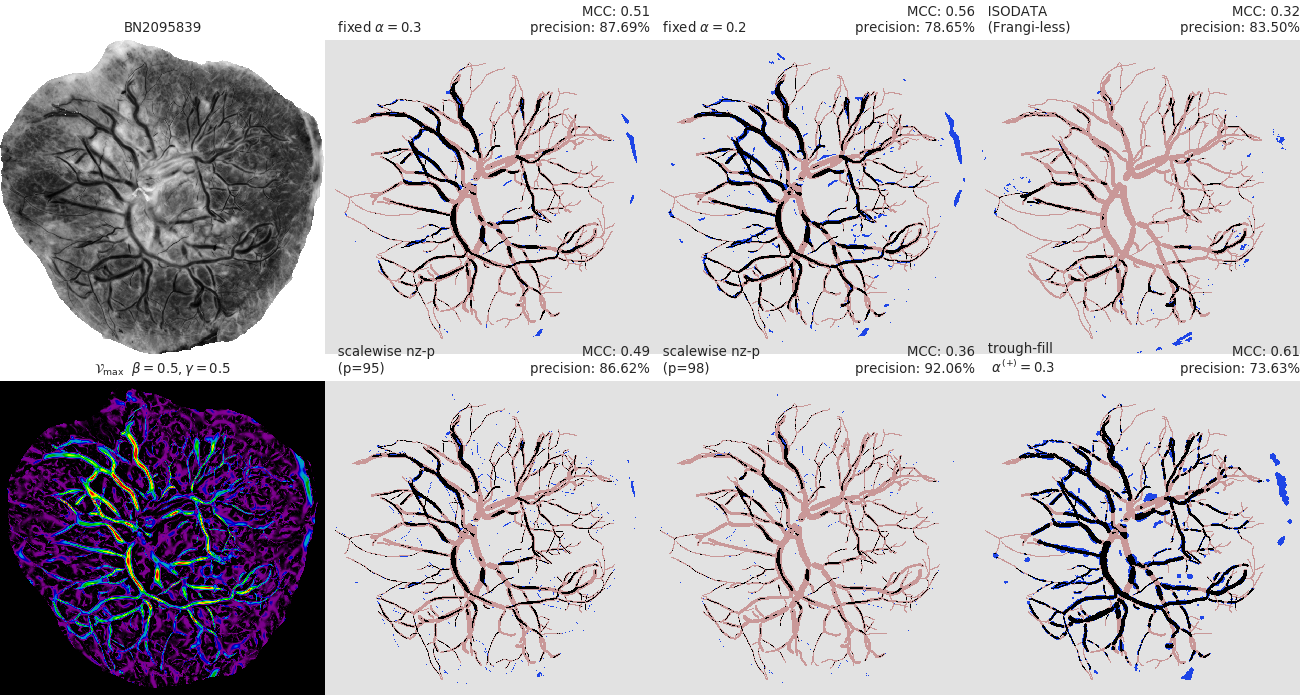 BN2095839
fixed α = 0.3
MCC: 0.51
precision: 87.69%
fixed α = 0.2
MCC: 0.56
precision: 78.65%
ISODATA
(Frangi-less)
MCC: 0.32
precision: 83.50%
𝒱max β = 0.5, γ = 0.5
scalewise nz-p
(p=95)
MCC: 0.49
precision: 86.62%
scalewise nz-p
(p=98)
MCC: 0.36
precision: 92.06%
trough-fill
α(+) = 0.3
MCC: 0.61
precision: 73.63%